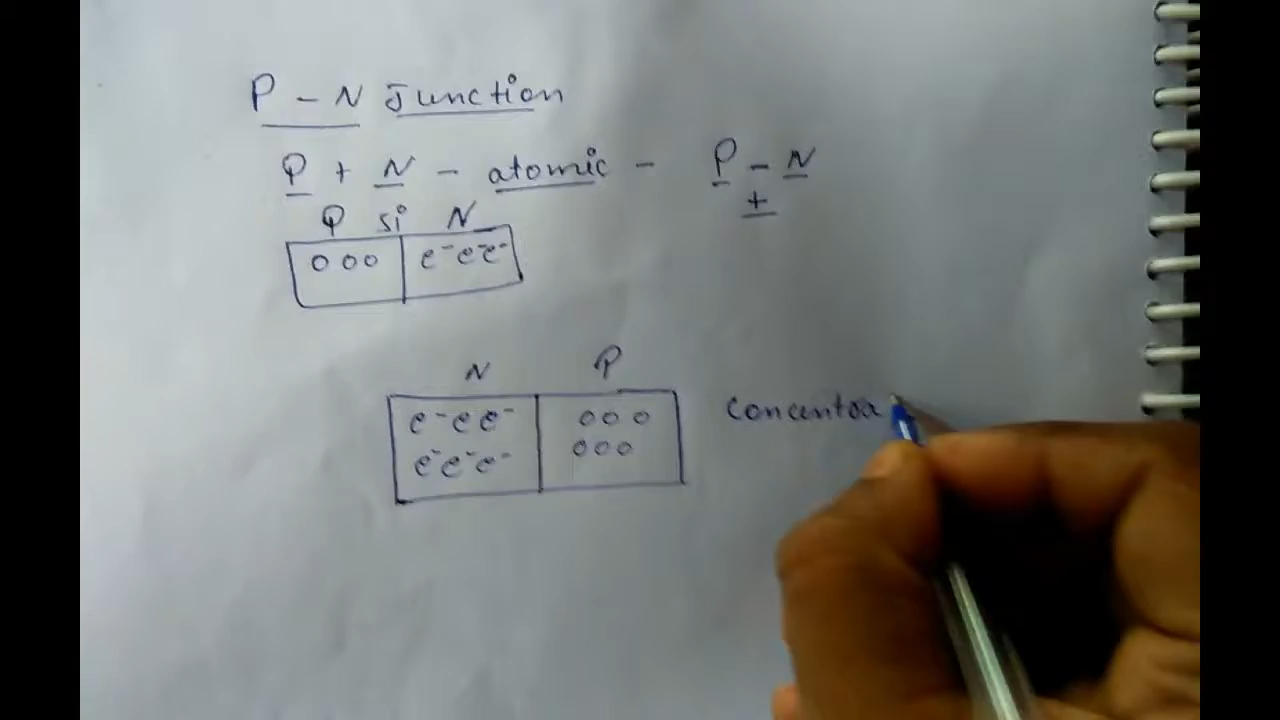 P - N Junction
P + N - atomic - P - N
+
P si N
o o o e⁻ e⁻ e⁻
N P
e⁻ e e⁻ o o o
e⁻ e⁻ e⁻ o o o
Concentra